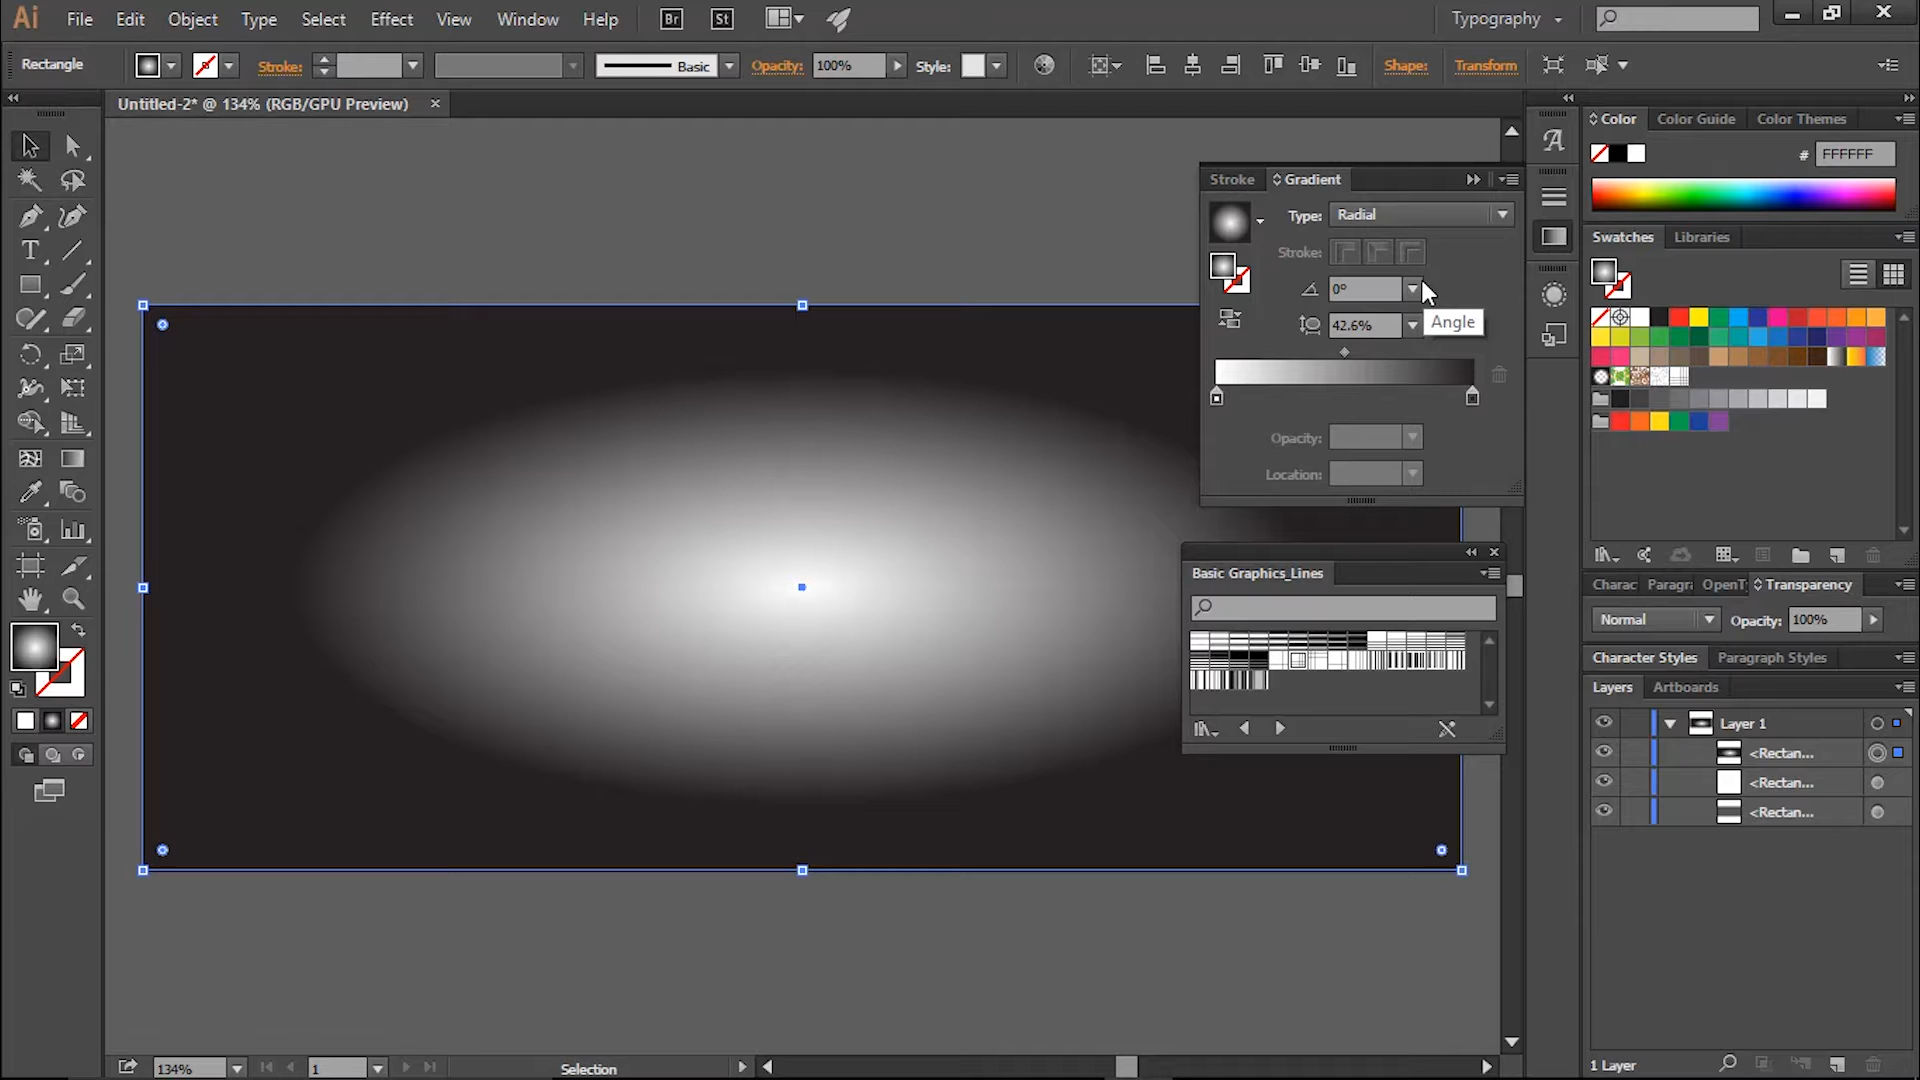 Ai File Edit Object Type Select Effect View Window Help Br St Typography
Rectangle Stroke: Basic Opacity: 100% Style: Shape: Transform
Untitled-2* @ 134% (RGB/GPU Preview)
Color Color Guide Color Themes
# FFFFFF
Stroke Gradient
Type: Radial
Stroke:
0°
42.6%
Angle
Opacity:
Location:
Swatches Libraries
Basic Graphics_Lines
Charac Paragra OpenT Transparency
Normal Opacity: 100%
Character Styles Paragraph Styles
Layers Artboards
Layer 1
<Rectan...
<Rectan...
<Rectan...
134% 1 Selection
1 Layer